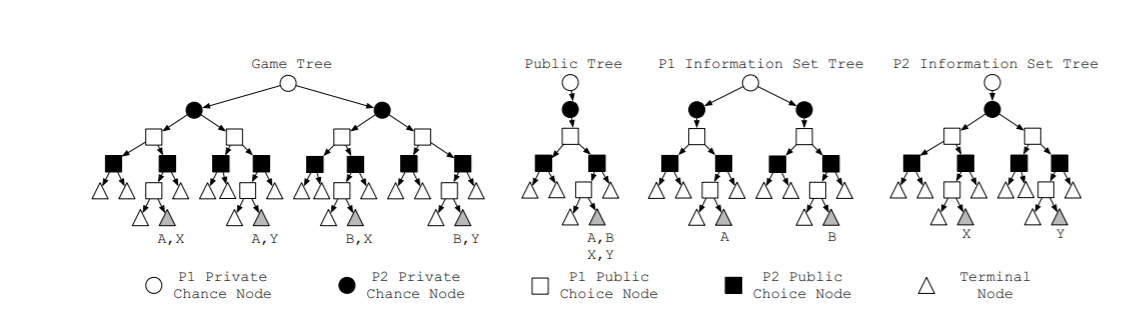 Game Tree
Public Tree
P1 Information Set Tree
P2 Information Set Tree
A,X
A,Y
B,X
B,Y
A,B
X,Y
A
B
X
Y
P1 Private
Chance Node
P2 Private
Chance Node
P1 Public
Choice Node
P2 Public
Choice Node
Terminal
Node